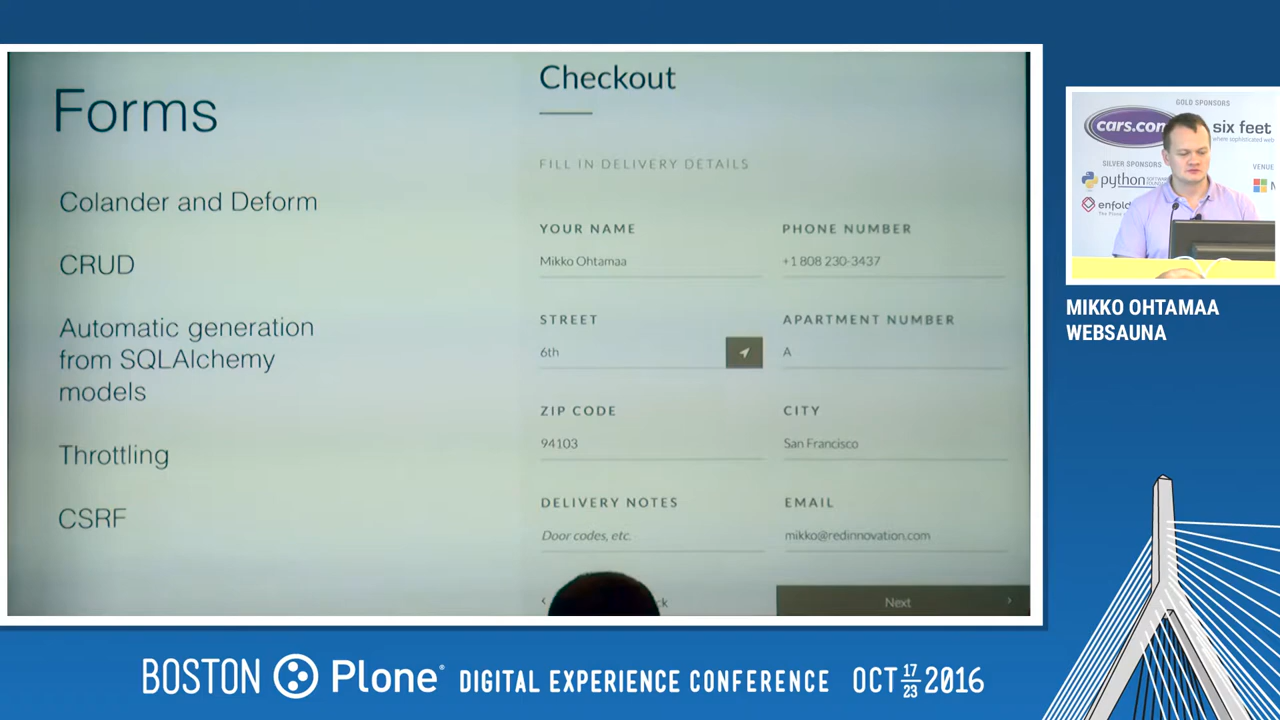 Forms
Colander and Deform
CRUD
Automatic generation
from SQLAlchemy
models
Throttling
CSRF
Checkout
FILL IN DELIVERY DETAILS
YOUR NAME
PHONE NUMBER
Mikko Ohtamaa
+1 808 230-3437
STREET
APARTMENT NUMBER
6th
A
ZIP CODE
CITY
94103
San Francisco
DELIVERY NOTES
EMAIL
Door codes, etc.
mikko@redinnovation.com
Next
GOLD SPONSORS
cars.com
six feet
SILVER SPONSORS
python
enfold
MIKKO OHTAMAA
WEBSAUNA
BOSTON Plone DIGITAL EXPERIENCE CONFERENCE OCT 17 23 2016